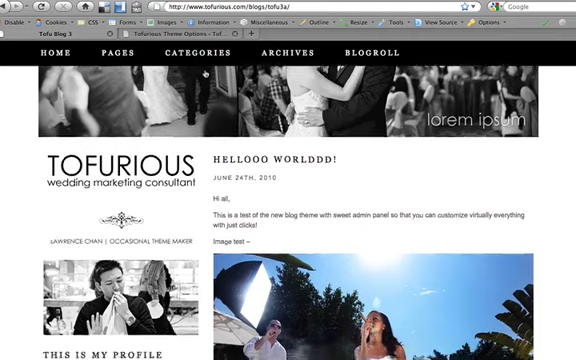 http://www.tofurious.com/blogs/tofu3a/
Google
Disable
Cookies
CSS
Forms
Images
Information
Miscellaneous
Outline
Resize
Tools
View Source
Options
Tofu Blog 3
Tofurious Theme Options – Tof...
HOME
PAGES
CATEGORIES
ARCHIVES
BLOGROLL
lorem ipsum
TOFURIOUS
wedding marketing consultant
LAWRENCE CHAN | OCCASIONAL THEME MAKER
THIS IS MY PROFILE
HELLOOO WORLDDD!
JUNE 24TH, 2010
Hi all,
This is a test of the new blog theme with sweet admin panel so that you can customize virtually everything
with just clicks!
Image test –